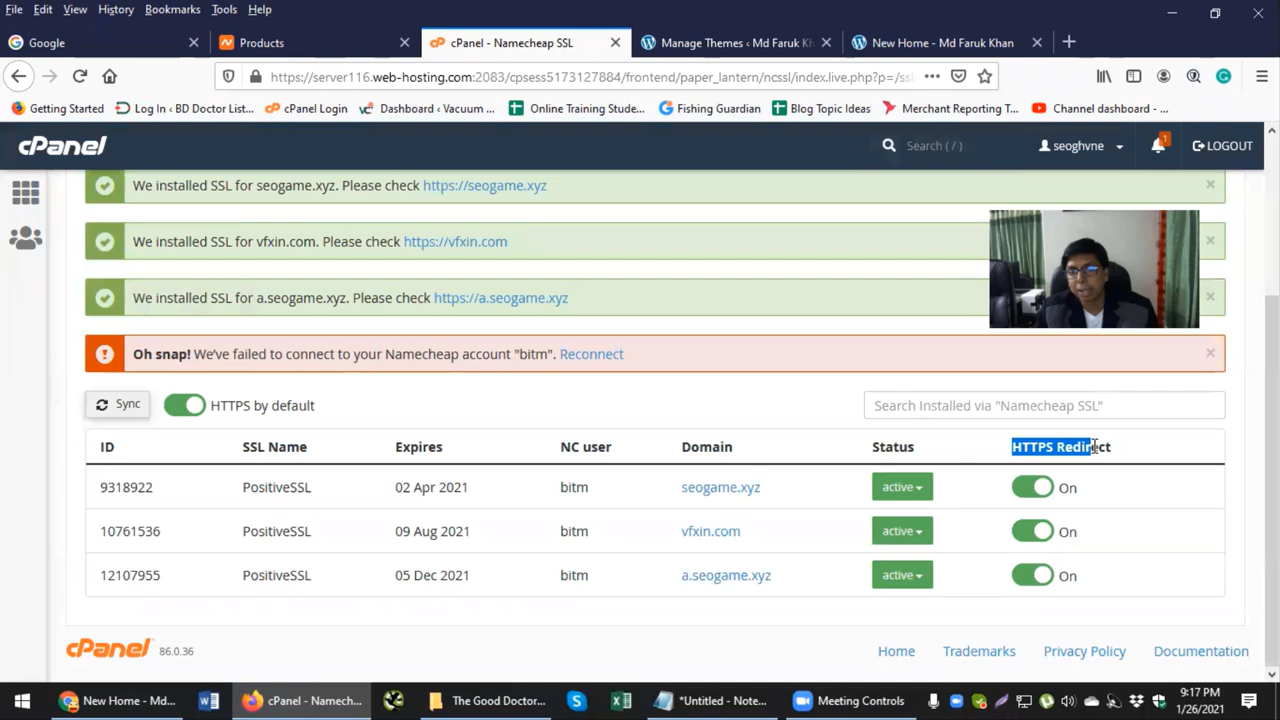 File Edit View History Bookmarks Tools Help
Google Products cPanel - Namecheap SSL Manage Themes ‹ Md Faruk Kh New Home - Md Faruk Khan
https://server116.web-hosting.com:2083/cpsess5173127884/frontend/paper_lantern/ncssl/index.live.php?p=/ssl
Getting Started Log In ‹ BD Doctor List... cPanel Login Dashboard ‹ Vacuum ... Online Training Stude... Fishing Guardian Blog Topic Ideas Merchant Reporting T... Channel dashboard - ...
cPanel Search ( / ) seoghvne 1 LOGOUT
We installed SSL for seogame.xyz. Please check https://seogame.xyz
We installed SSL for vfxin.com. Please check https://vfxin.com
We installed SSL for a.seogame.xyz. Please check https://a.seogame.xyz
Oh snap! We've failed to connect to your Namecheap account "bitm". Reconnect
Sync HTTPS by default Search Installed via "Namecheap SSL"
ID SSL Name Expires NC user Domain Status HTTPS Redirect
9318922 PositiveSSL 02 Apr 2021 bitm seogame.xyz active On
10761536 PositiveSSL 09 Aug 2021 bitm vfxin.com active On
12107955 PositiveSSL 05 Dec 2021 bitm a.seogame.xyz active On
cPanel 86.0.36 Home Trademarks Privacy Policy Documentation
New Home - Md... cPanel - Namech... The Good Doctor... *Untitled - Note... Meeting Controls 9:17 PM
1/26/2021